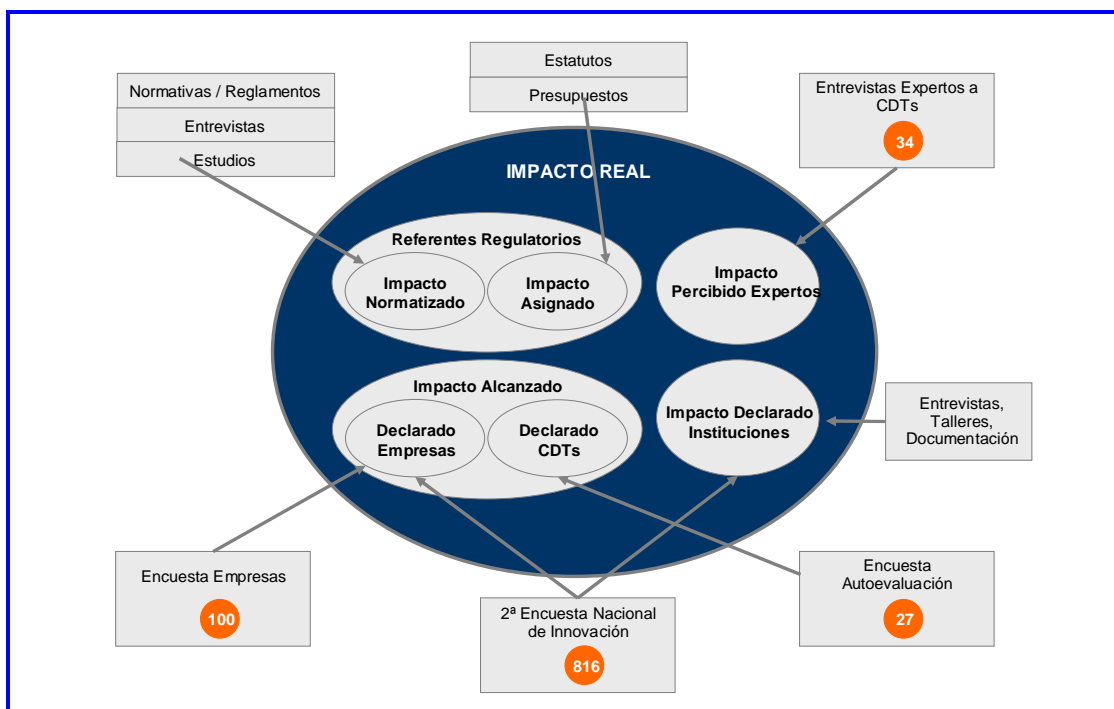 Estatutos
Presupuestos
Normativas / Reglamentos
Entrevistas
Estudios
Entrevistas Expertos a
CDTs
34
IMPACTO REAL
Referentes Regulatorios
Impacto
Normatizado
Impacto
Asignado
Impacto
Percibido Expertos
Impacto Alcanzado
Declarado
Empresas
Declarado
CDTs
Impacto Declarado
Instituciones
Entrevistas,
Talleres,
Documentación
Encuesta Empresas
100
2ª Encuesta Nacional
de Innovación
816
Encuesta
Autoevaluación
27